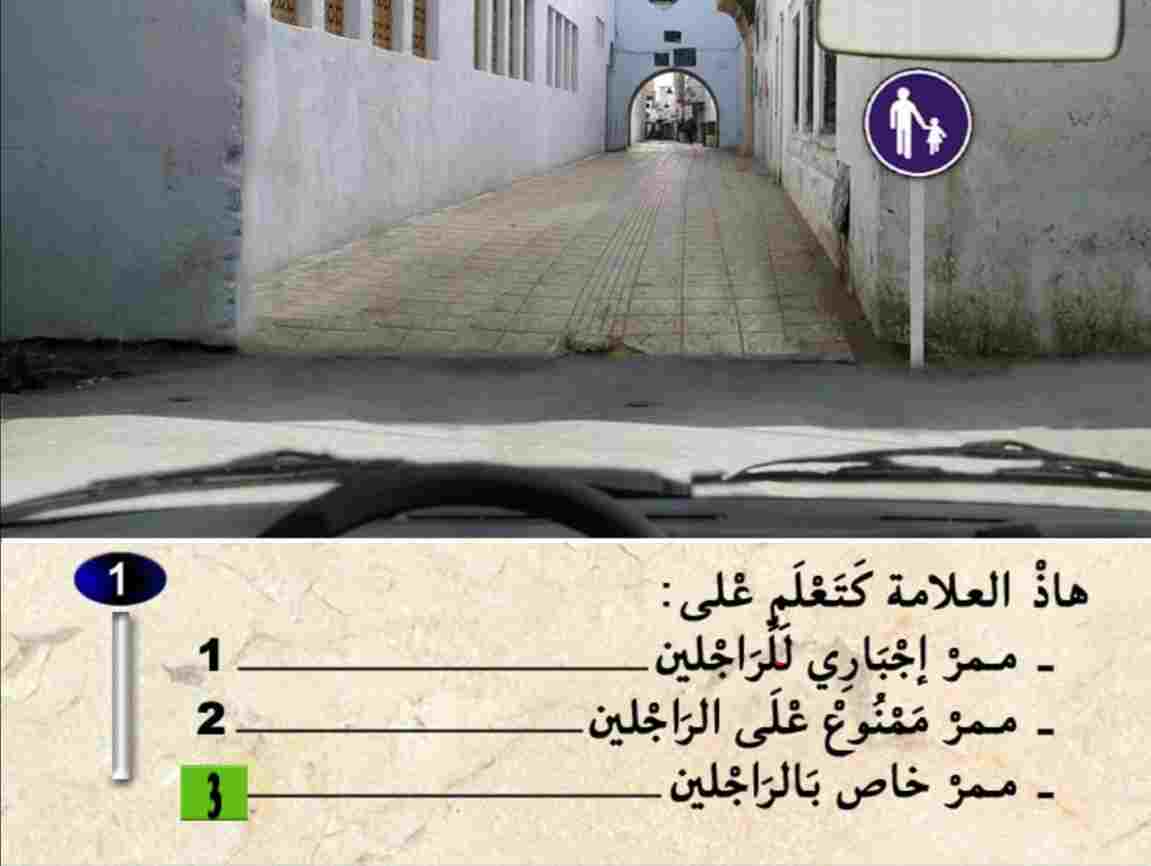 1
هاذْ العلامة كَتَعْلَم عْلى:
ـ ممرْ إجْبَارِي لَلرَاجْلين 1
ـ ممرْ مَمْنُوعْ عْلَى الرَاجْلين 2
ـ ممرْ خاص بَالرَاجْلين